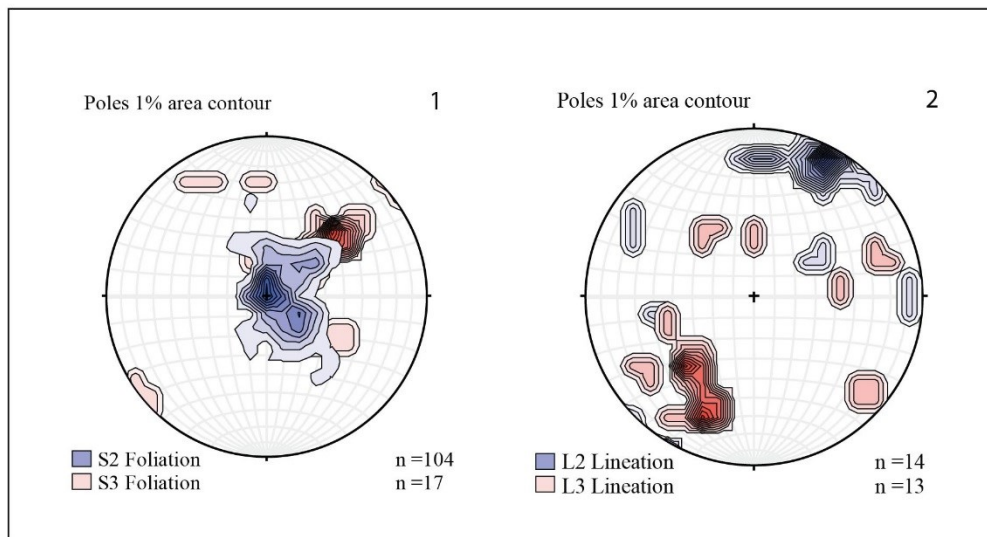 Poles 1% area contour 1
S2 Foliation n =104
S3 Foliation n =17
Poles 1% area contour 2
L2 Lineation n =14
L3 Lineation n =13